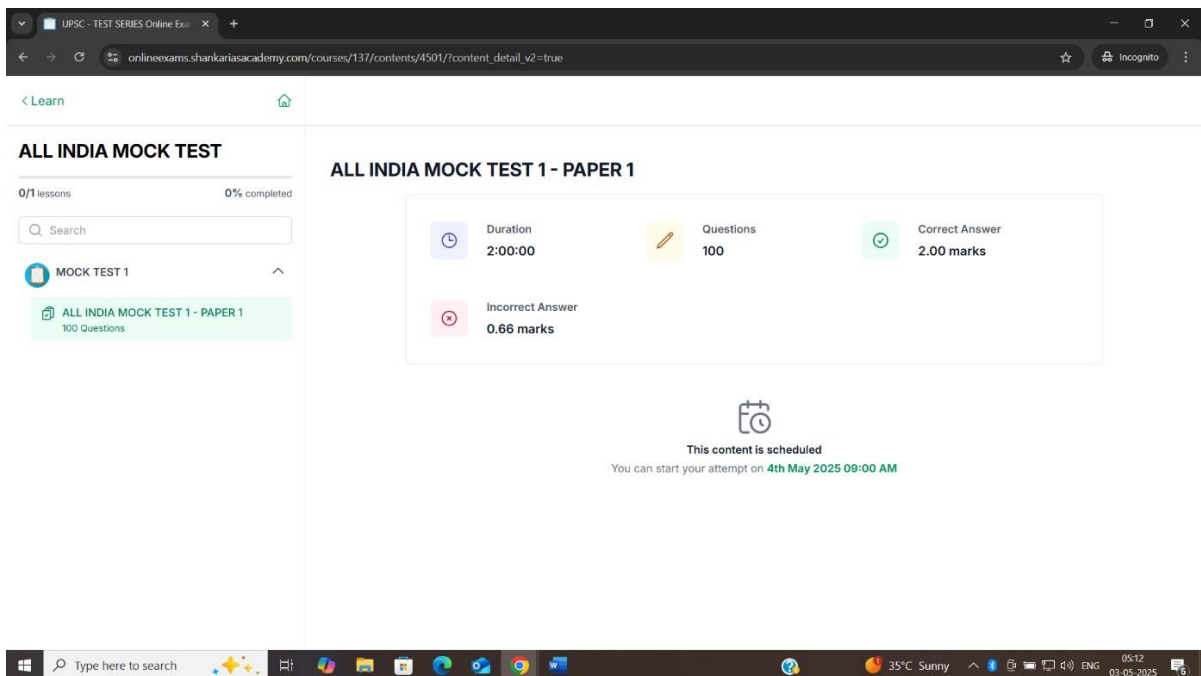 UPSC - TEST SERIES Online Exa
onlineexams.shankariasacademy.com/courses/137/contents/4501/?content_detail_v2=true
Incognito
< Learn
ALL INDIA MOCK TEST
0/1 lessons 0% completed
Search
MOCK TEST 1
ALL INDIA MOCK TEST 1 - PAPER 1
100 Questions
ALL INDIA MOCK TEST 1 - PAPER 1
Duration
2:00:00
Questions
100
Correct Answer
2.00 marks
Incorrect Answer
0.66 marks
This content is scheduled
You can start your attempt on 4th May 2025 09:00 AM
Type here to search
35°C Sunny
ENG
05:12
03-05-2025
6